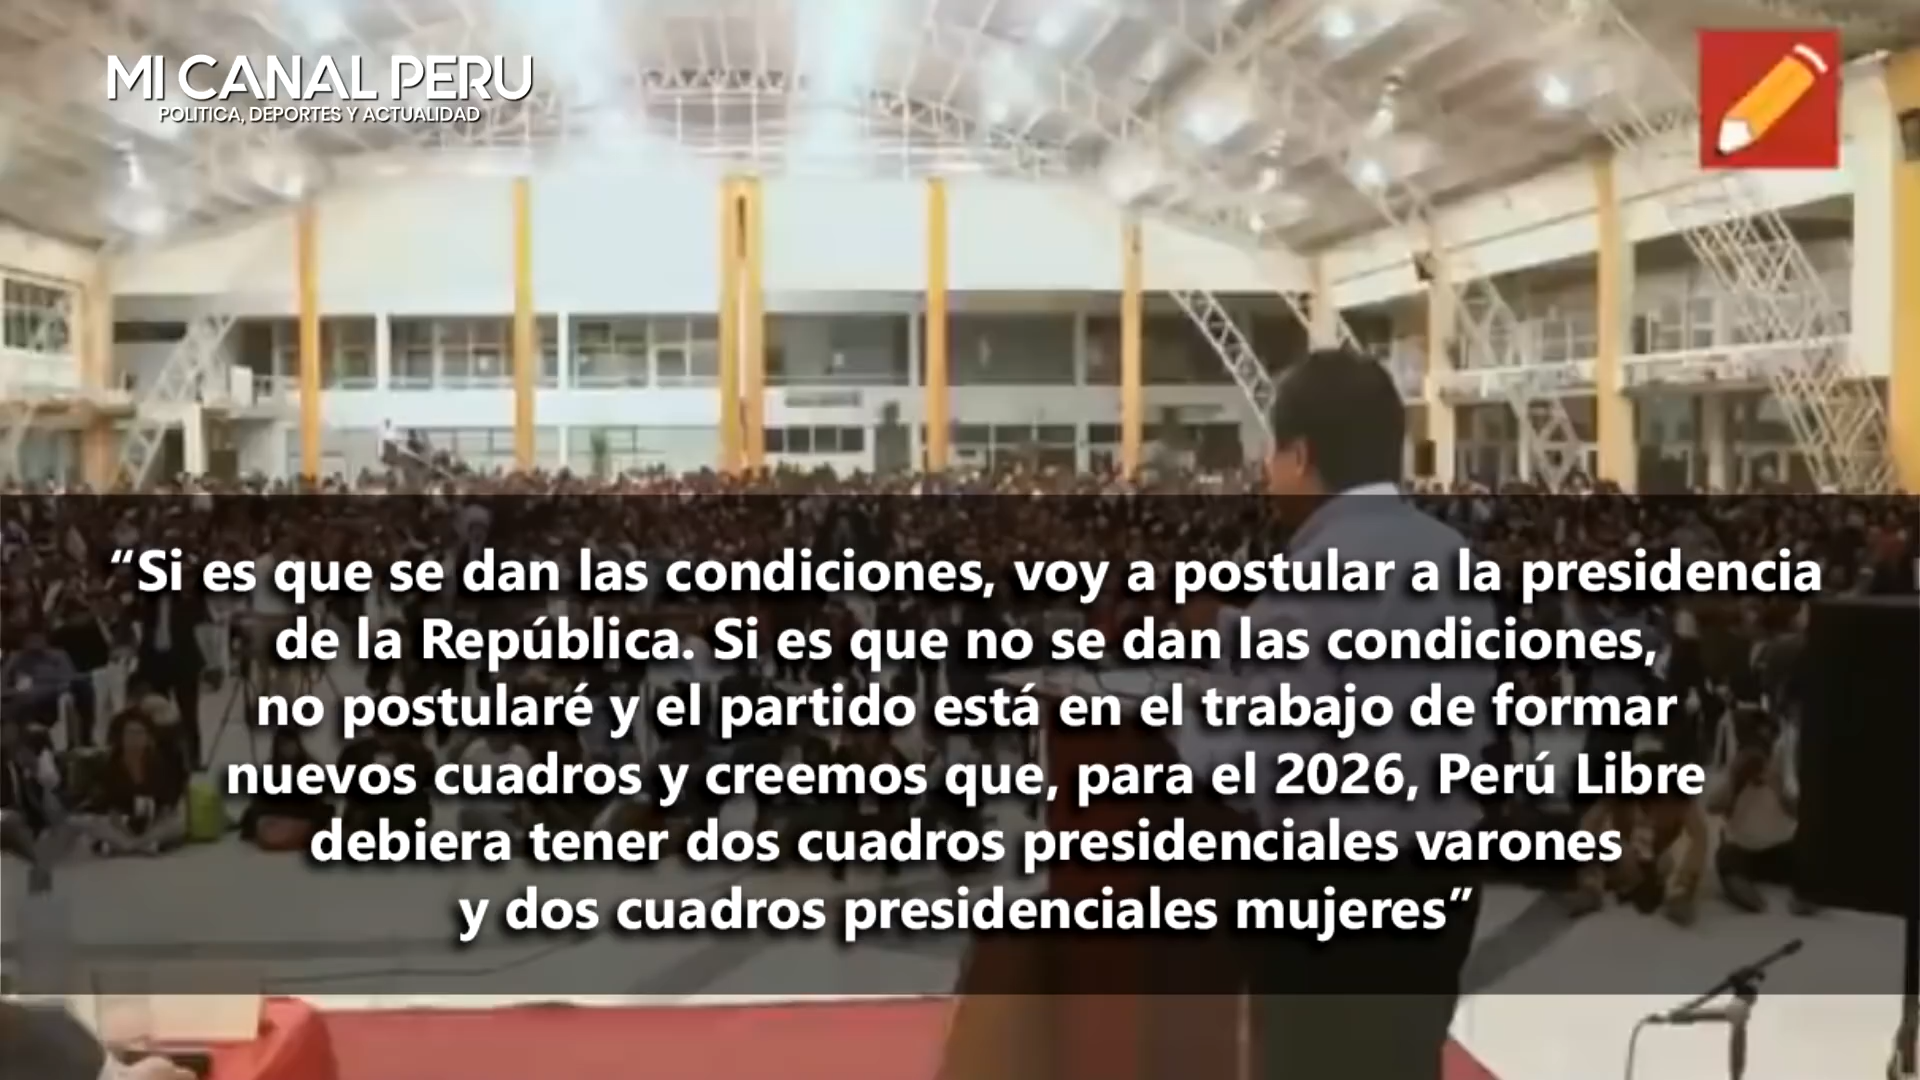 MI CANAL PERU
POLITICA, DEPORTES Y ACTUALIDAD
“Si es que se dan las condiciones, voy a postular a la presidencia
de la República. Si es que no se dan las condiciones,
no postularé y el partido está en el trabajo de formar
nuevos cuadros y creemos que, para el 2026, Perú Libre
debiera tener dos cuadros presidenciales varones
y dos cuadros presidenciales mujeres”